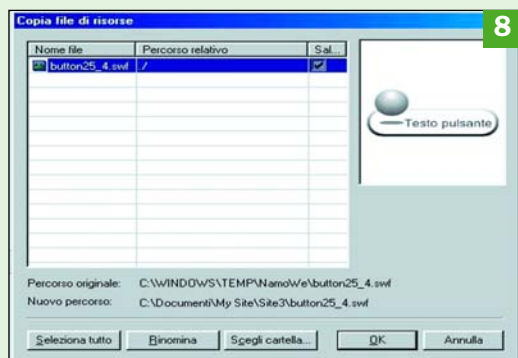 Copia file di risorse
8
Nome file Percorso relativo Sal...
button25_4.swf ./
Testo pulsante
Percorso originale: C:\WINDOWS\TEMP\NamoWe\button25_4.swf
Nuovo percorso: C:\Documenti\My Site\Site3\button25_4.swf
Seleziona tutto Rinomina Scegli cartella... OK Annulla